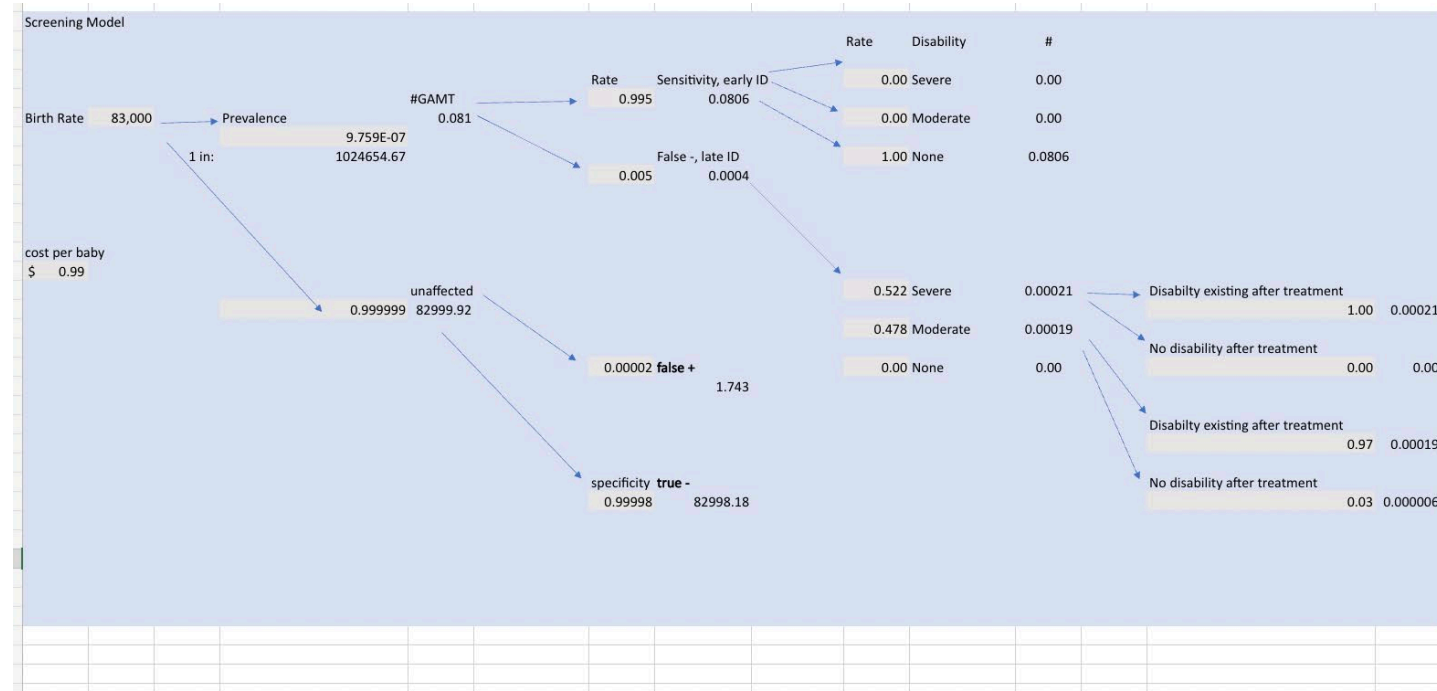 Screening Model
Rate Disability #
Rate Sensitivity, early ID 0.00 Severe 0.00
#GAMT 0.995 0.0806
Birth Rate 83,000 Prevalence 0.081 0.00 Moderate 0.00
9.759E-07
1 in: 1024654.67 False -, late ID 1.00 None 0.0806
0.005 0.0004
cost per baby
$ 0.99
unaffected 0.522 Severe 0.00021 Disabilty existing after treatment
0.999999 82999.92 1.00 0.00021
0.478 Moderate 0.00019
No disability after treatment
0.00002 false + 0.00 None 0.00 0.00 0.00
1.743
Disabilty existing after treatment
0.97 0.00019
specificity true - No disability after treatment
0.99998 82998.18 0.03 0.000006